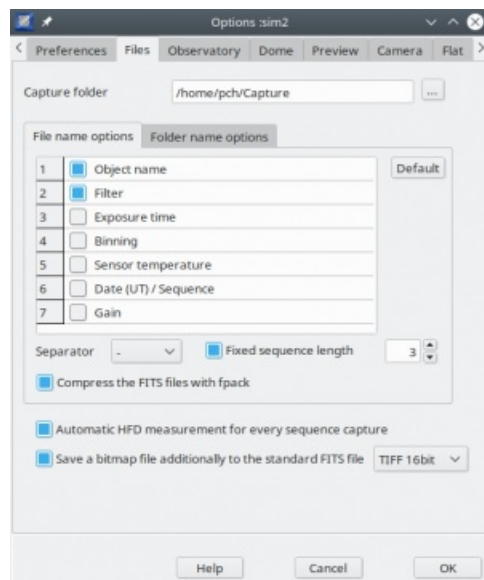 Options :sim2
Preferences Files Observatory Dome Preview Camera Flat
Capture folder /home/pch/Capture ...
File name options Folder name options
1 Object name Default
2 Filter
3 Exposure time
4 Binning
5 Sensor temperature
6 Date (UT) / Sequence
7 Gain
Separator - Fixed sequence length 3
Compress the FITS files with fpack
Automatic HFD measurement for every sequence capture
Save a bitmap file additionally to the standard FITS file TIFF 16bit
Help Cancel OK